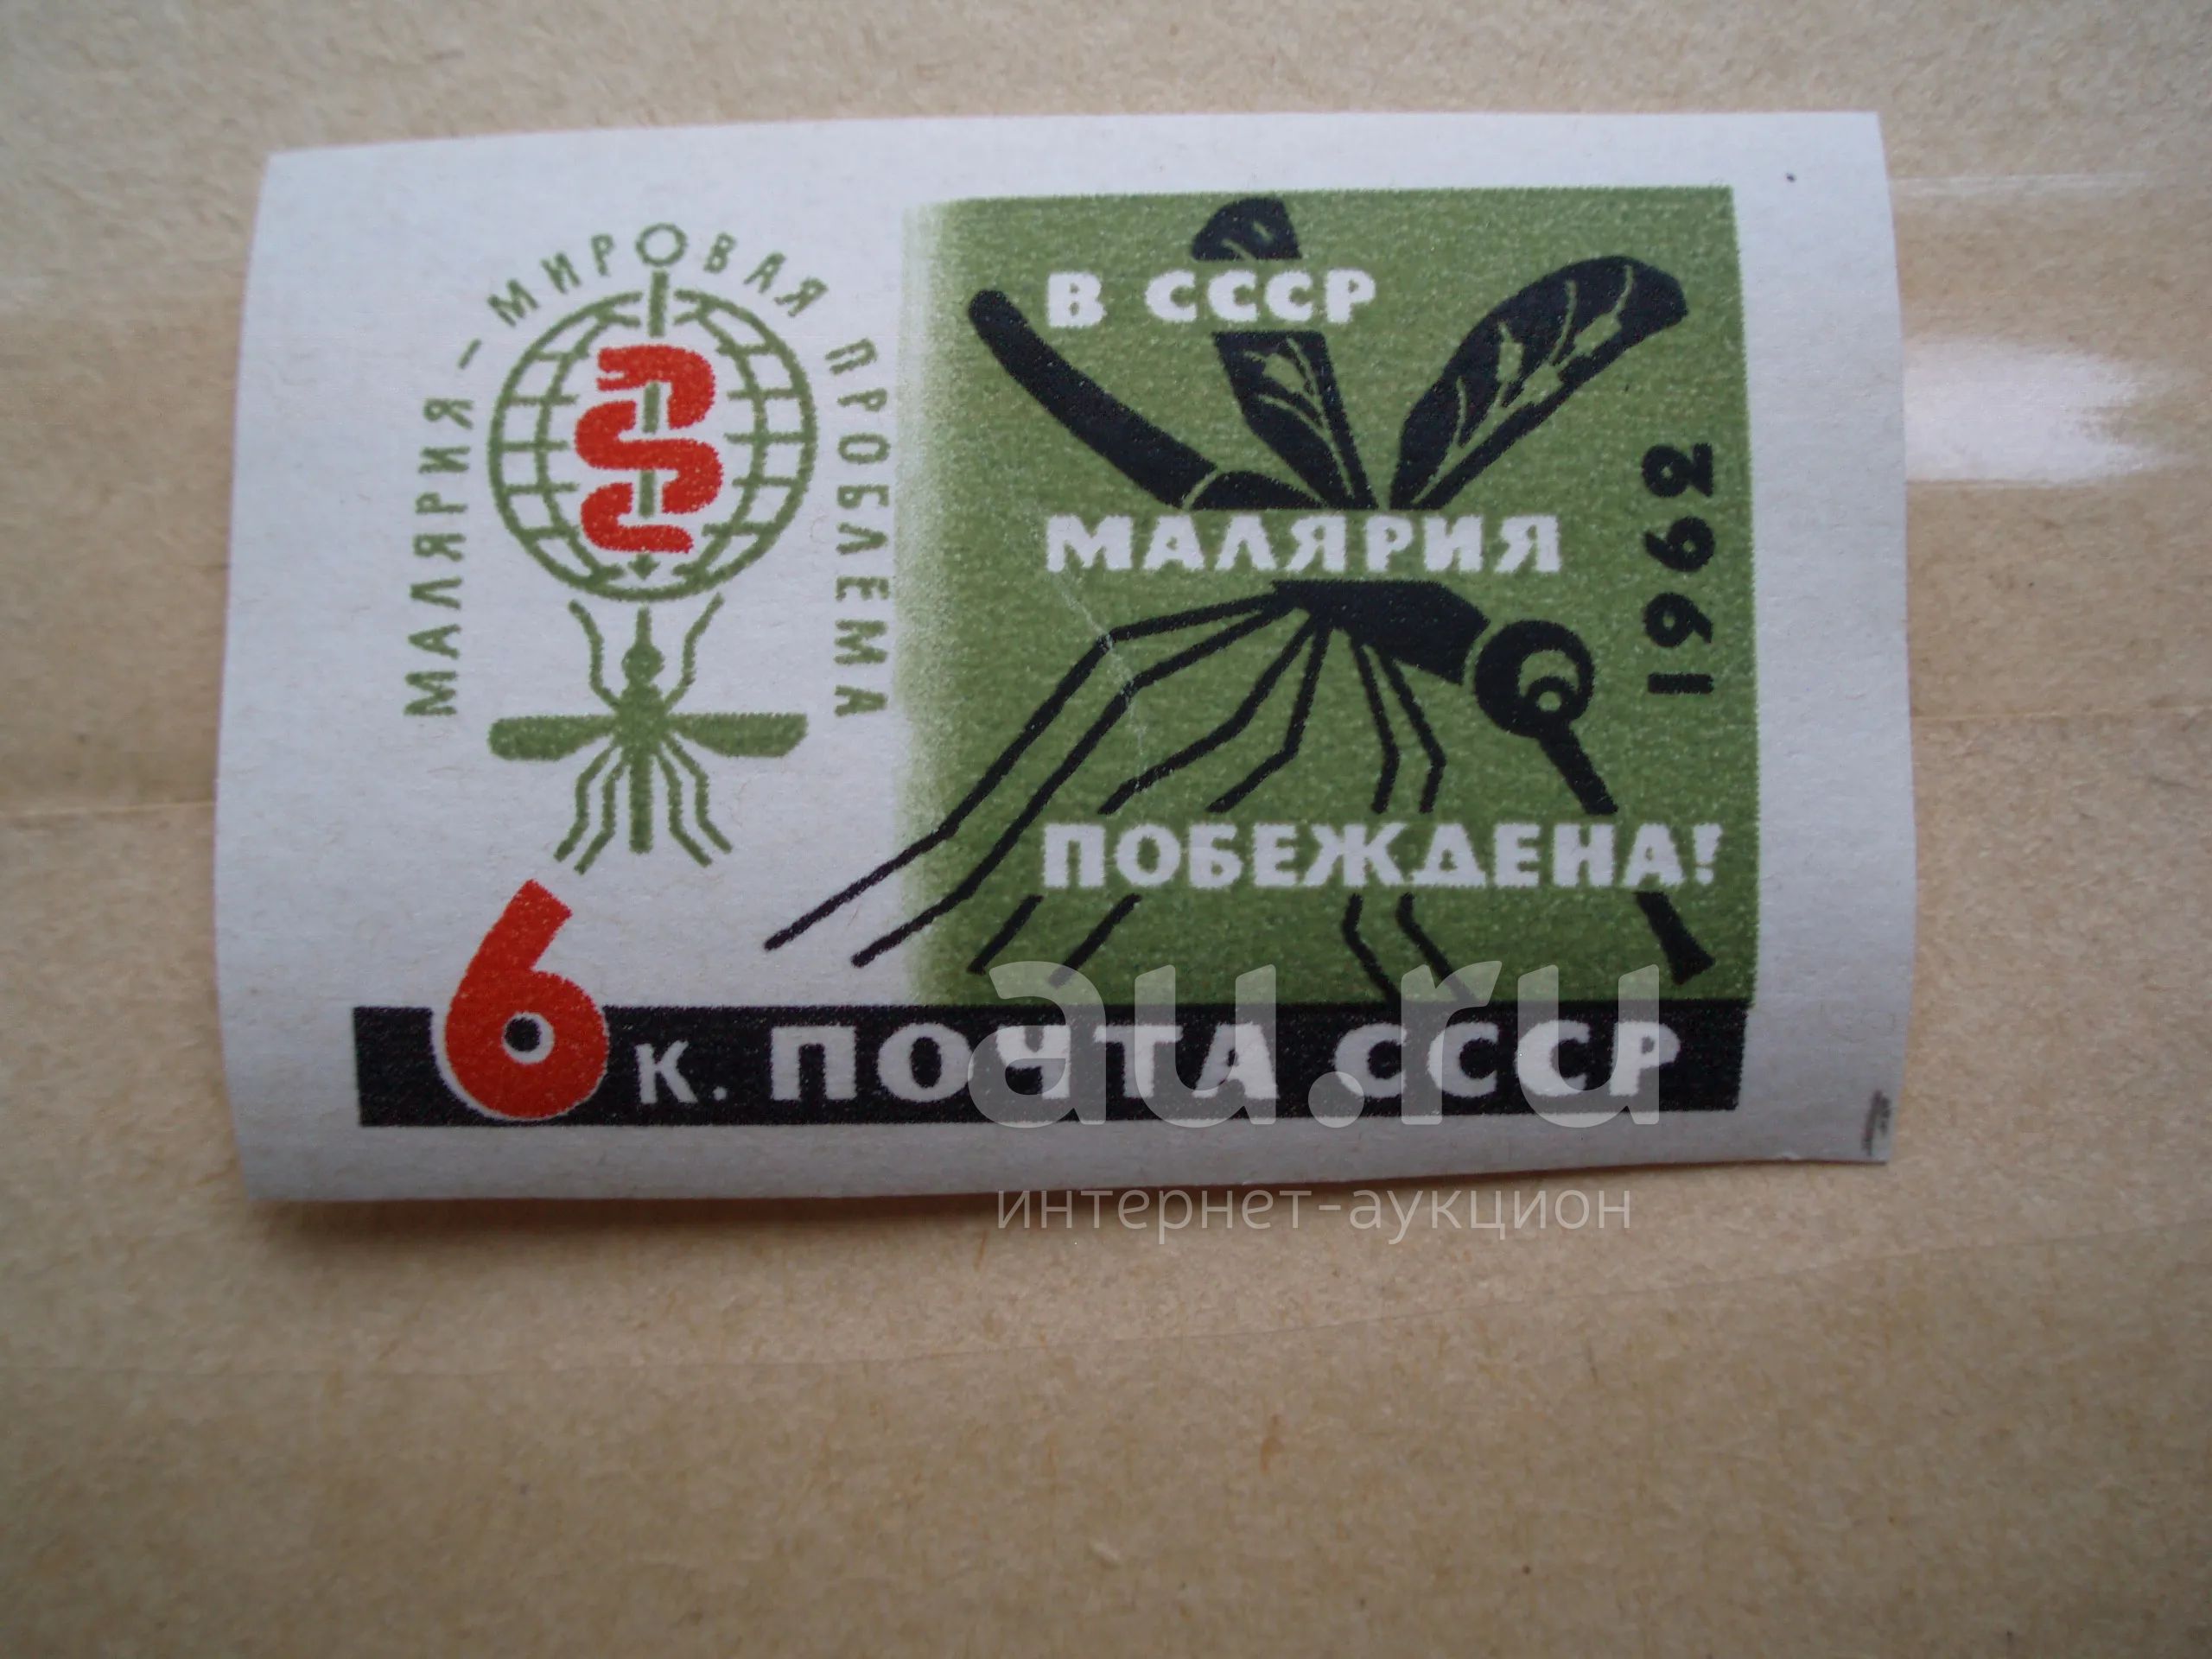 МАЛЯРИЯ - МИРОВАЯ ПРОБЛЕМА
В СССР
МАЛЯРИЯ
ПОБЕЖДЕНА!
1962
6 к. ПОЧТА СССР
au.ru
интернет-аукцион